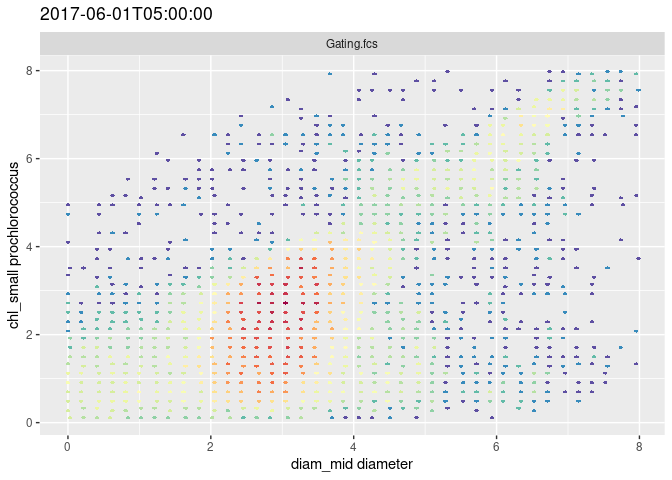 2017-06-01T05:00:00
Gating.fcs
8
6
4
2
0
chl_small prochlorococcus
0 2 4 6 8
diam_mid diameter